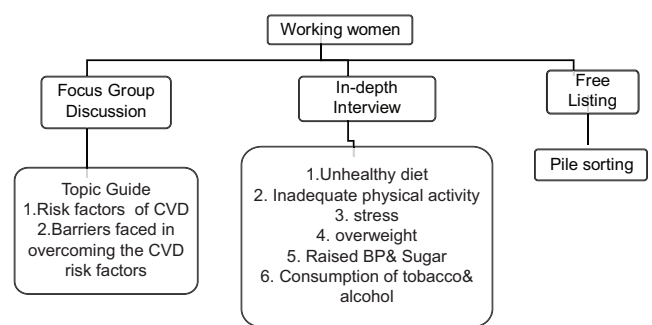 Working women
Focus Group
Discussion
In-depth
Interview
Free
Listing
Pile sorting
Topic Guide
1.Risk factors of CVD
2.Barriers faced in
overcoming the CVD
risk factors
1.Unhealthy diet
2. Inadequate physical activity
3. stress
4. overweight
5. Raised BP& Sugar
6. Consumption of tobacco&
alcohol